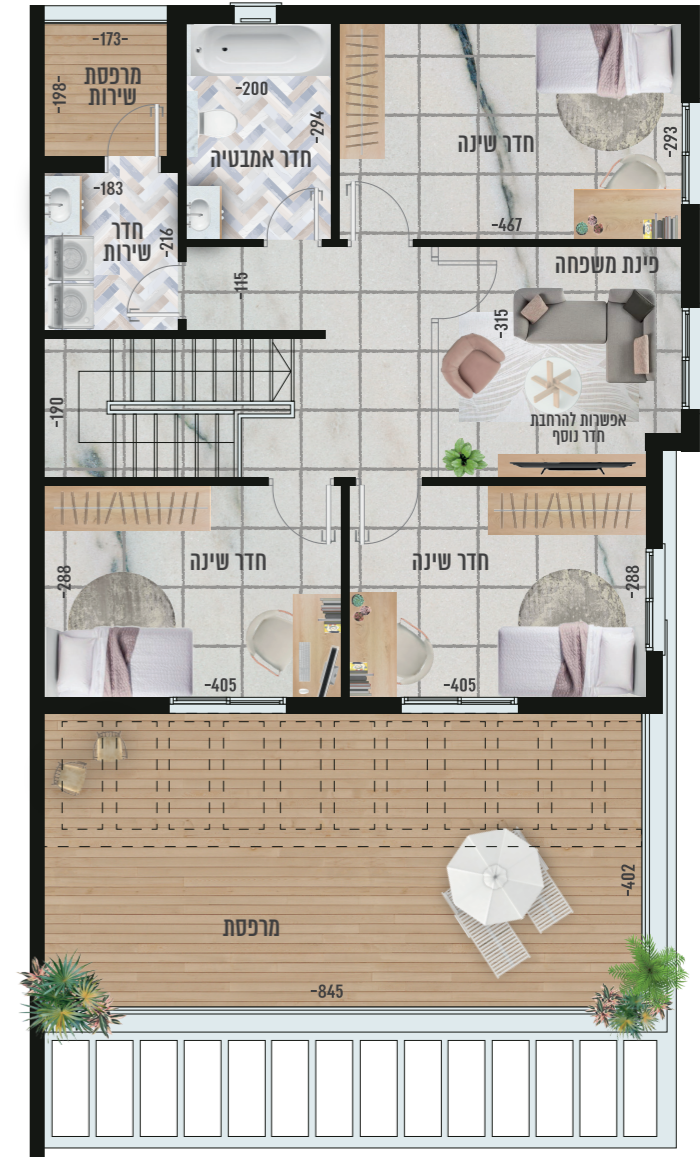 -173-
מרפסת
שירות
-198-
-200
-294
חדר אמבטיה
חדר שינה
-293
-467
-183
חדר
שירות
-216
-115
פינת משפחה
-315
אפשרות להרחבת
חדר נוסף
-190
חדר שינה
-288
-405
חדר שינה
-288
-405
-402
מרפסת
-845